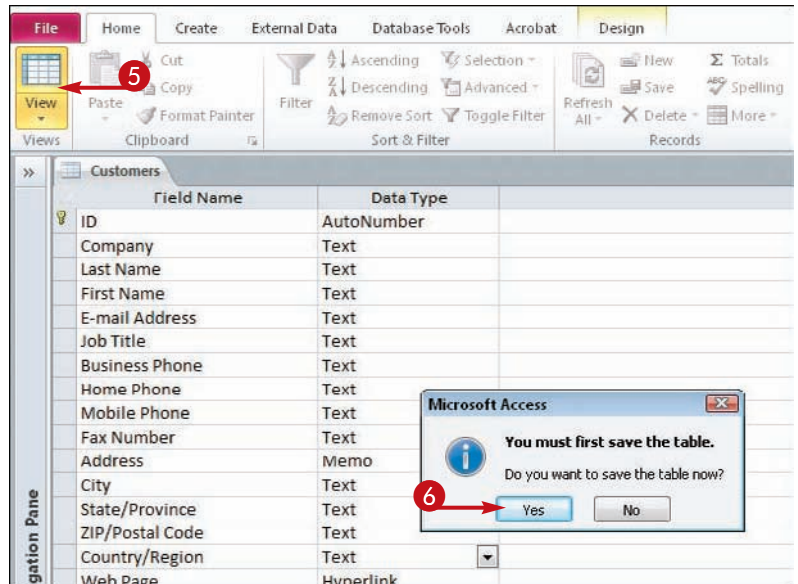 File Home Create External Data Database Tools Acrobat Design
View
Views
Paste
Cut
Copy
Format Painter
Clipboard
Filter
Ascending
Descending
Remove Sort
Selection
Advanced
Toggle Filter
Sort & Filter
Refresh All
New
Save
Delete
Totals
Spelling
More
Records
5
»
Customers
Field Name Data Type
ID AutoNumber
Company Text
Last Name Text
First Name Text
E-mail Address Text
Job Title Text
Business Phone Text
Home Phone Text
Mobile Phone Text
Fax Number Text
Address Memo
City Text
State/Province Text
ZIP/Postal Code Text
Country/Region Text
Web Page Hyperlink
gation Pane
Microsoft Access
You must first save the table.
Do you want to save the table now?
6
Yes No